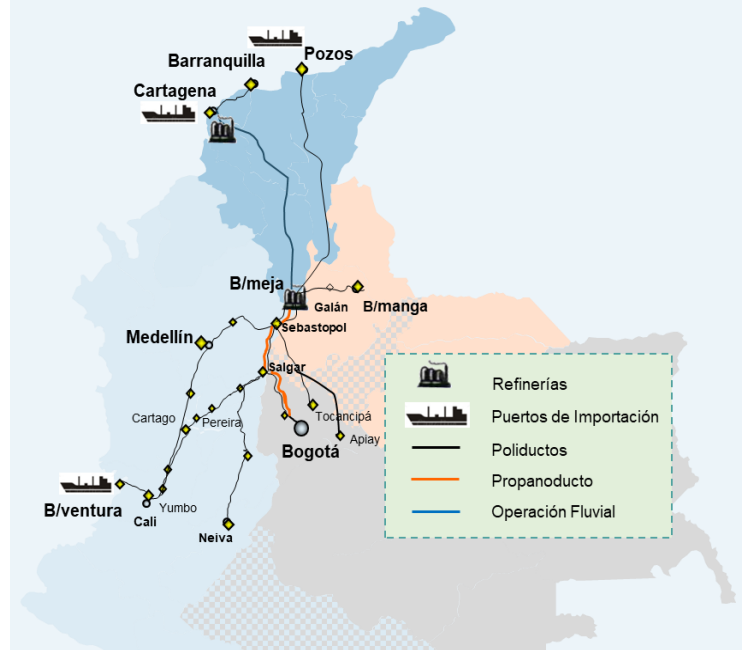 Pozos
Barranquilla
Cartagena
B/meja
Galán
B/manga
Sebastopol
Medellín
Salgar
Cartago
Pereira
Tocancipá
Apiay
Bogotá
B/ventura
Yumbo
Cali
Neiva
Refinerías
Puertos de Importación
Poliductos
Propanoducto
Operación Fluvial